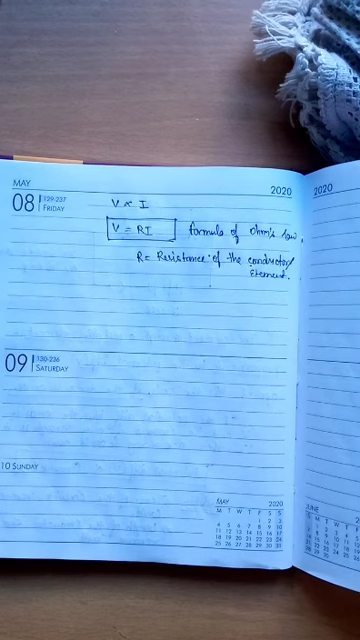 MAY 2020 2020
08 129-237 FRIDAY
V ∝ I
V = RI formula of ohm's law.
R = Resistance of the conductor/
Element.
09 130-236 SATURDAY
10 SUNDAY
MAY 2020
M T W T F S S
1 2 3
4 5 6 7 8 9 10
11 12 13 14 15 16 17
18 19 20 21 22 23 24
25 26 27 28 29 30 31
JUNE